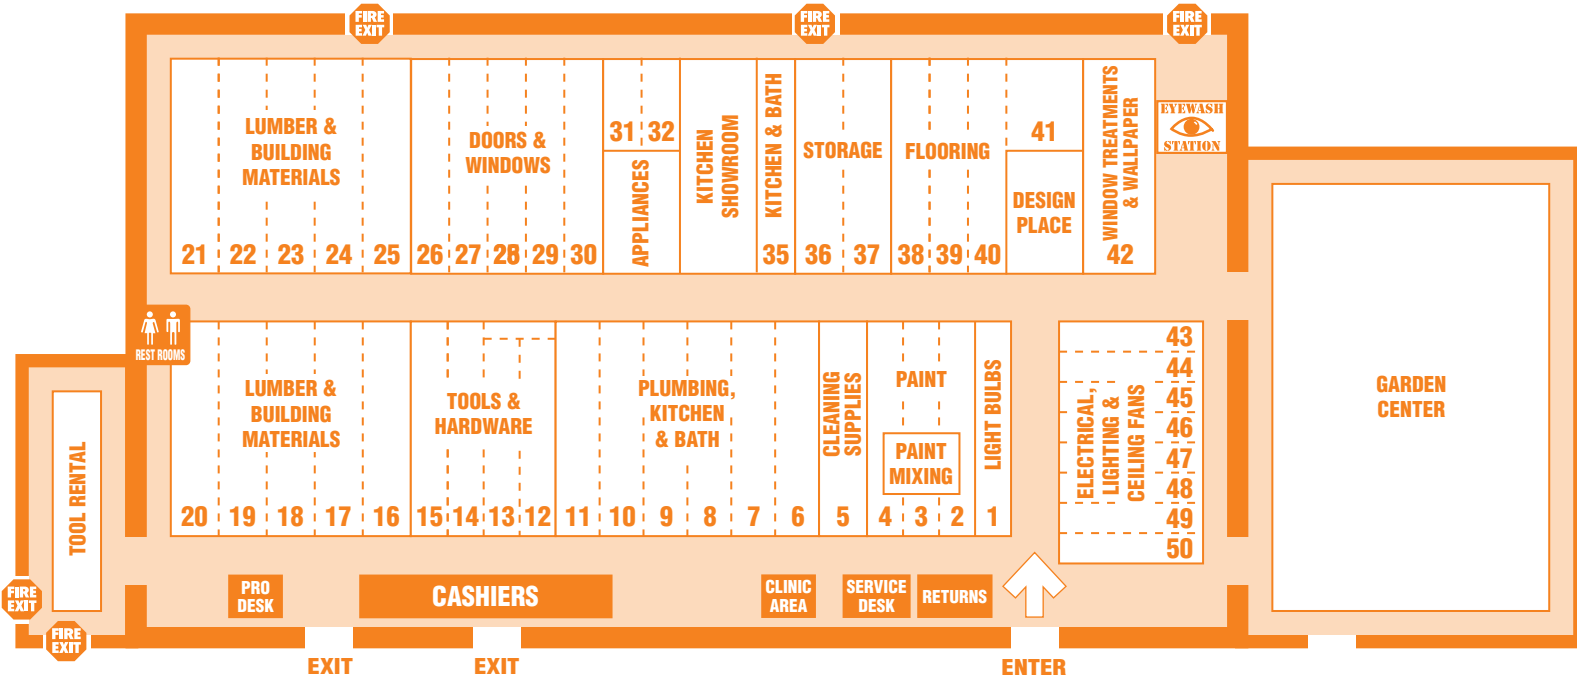 FIRE
EXIT
FIRE
EXIT
FIRE
EXIT
LUMBER &
BUILDING
MATERIALS
21 22 23 24 25
DOORS &
WINDOWS
26 27 28 29 30
31 32
APPLIANCES
KITCHEN
SHOWROOM
KITCHEN & BATH
35
STORAGE
36 37
FLOORING
38 39 40
41
DESIGN
PLACE
WINDOW TREATMENTS
& WALLPAPER
42
EYEWASH
STATION
REST ROOMS
LUMBER &
BUILDING
MATERIALS
20 19 18 17 16
TOOLS &
HARDWARE
15 14 13 12
PLUMBING,
KITCHEN
& BATH
11 10 9 8 7 6
CLEANING
SUPPLIES
5
PAINT
PAINT
MIXING
4 3 2
LIGHT BULBS
1
ELECTRICAL,
LIGHTING &
CEILING FANS
43
44
45
46
47
48
49
50
GARDEN
CENTER
TOOL RENTAL
FIRE
EXIT
FIRE
EXIT
PRO
DESK
CASHIERS
CLINIC
AREA
SERVICE
DESK
RETURNS
EXIT
EXIT
ENTER